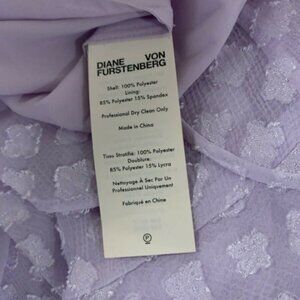 DIANE VON
FURSTENBERG
Shell: 100% Polyester
Lining:
85% Polyester 15% Spandex
Professional Dry Clean Only
Made in China
Tissu Stratifié: 100% Polyester
Doublure:
85% Polyester 15% Lycra
Nettoyage À Sec Par Un
Professionnel Uniquement
Fabriqué en Chine
P